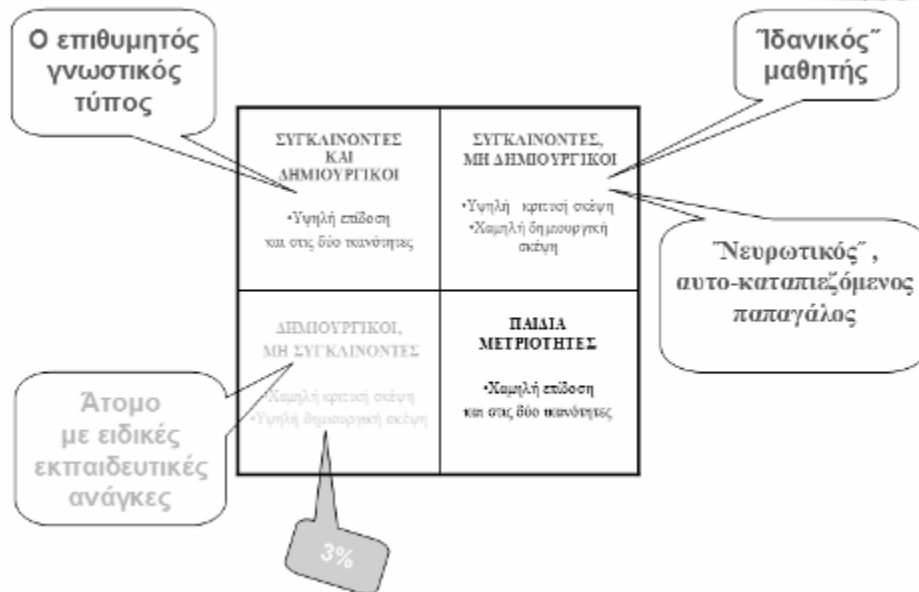 Ο επιθυμητός
γνωστικός
τύπος
"Ιδανικός"
μαθητής
ΣΥΓΚΛΙΝΟΝΤΕΣ
ΚΑΙ
ΔΗΜΙΟΥΡΓΙΚΟΙ
•Υψηλή επίδοση
και στις δύο ικανότητες
ΣΥΓΚΛΙΝΟΝΤΕΣ,
ΜΗ ΔΗΜΙΟΥΡΓΙΚΟΙ
•Υψηλή κριτική σκέψη
•Χαμηλή δημιουργική
σκέψη
"Νευρωτικός",
αυτο-καταπιεζόμενος
παπαγάλος
ΔΗΜΙΟΥΡΓΙΚΟΙ,
ΜΗ ΣΥΓΚΛΙΝΟΝΤΕΣ
•Χαμηλή κριτική σκέψη
•Υψηλή δημιουργική σκέψη
ΠΑΙΔΙΑ
ΜΕΤΡΙΟΤΗΤΕΣ
•Χαμηλή επίδοση
και στις δύο ικανότητες
Άτομο
με ειδικές
εκπαιδευτικές
ανάγκες
3%